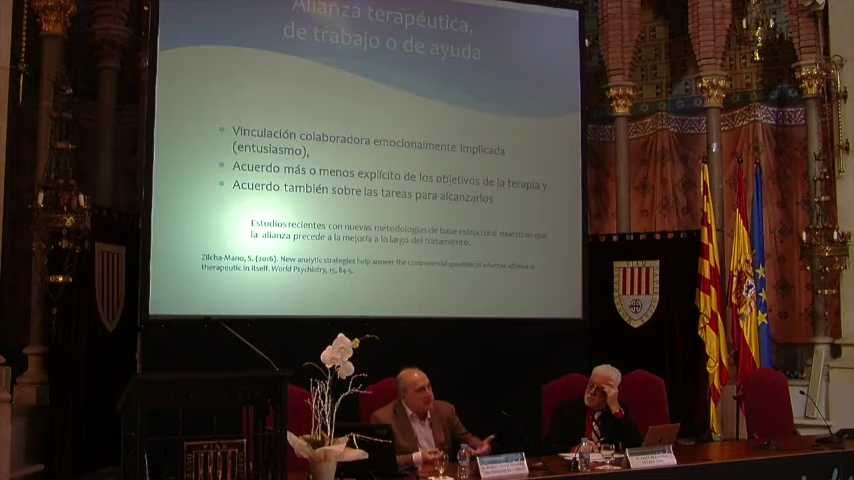 Alianza terapéutica,
de trabajo o de ayuda
Vinculación colaboradora emocionalmente implicada
(entusiasmo),
Acuerdo más o menos explícito de los objetivos de la terapia y
Acuerdo también sobre las tareas para alcanzarlos
Estudios recientes con nuevas metodologías de base estructural muestran que
la alianza precede a la mejoría a lo largo del tratamiento.
Zilcha-Mano, S. (2016). New analytic strategies help answer the controversial question of whether alliance is
therapeutic in itself. World Psychiatry, 15, 84-5.